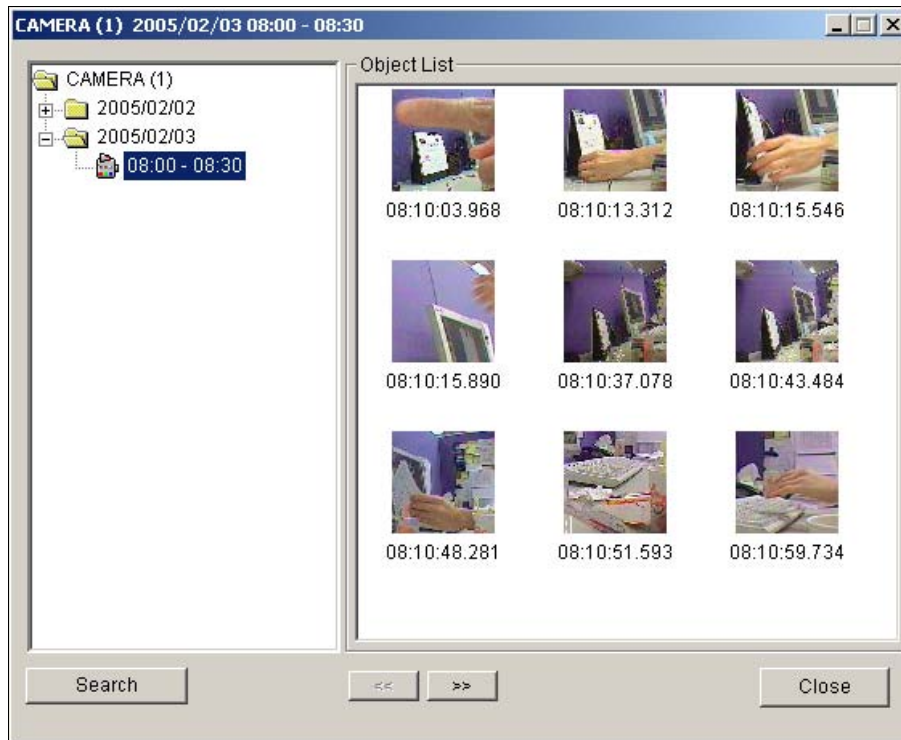 CAMERA (1) 2005/02/03 08:00 - 08:30
CAMERA (1)
2005/02/02
2005/02/03
08:00 - 08:30
Object List
08:10:03.968
08:10:13.312
08:10:15.546
08:10:15.890
08:10:37.078
08:10:43.484
08:10:48.281
08:10:51.593
08:10:59.734
Search
<<
>>
Close